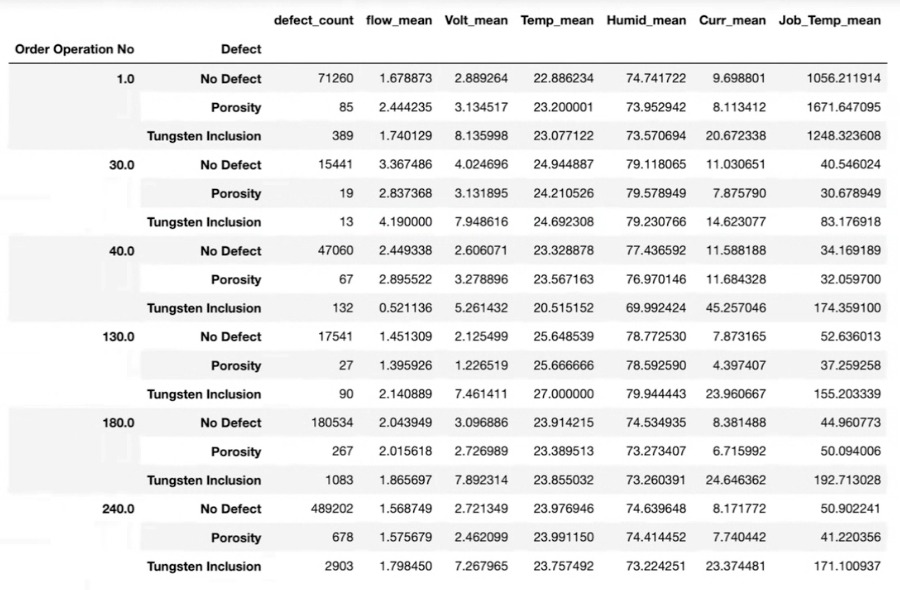 defect_count flow_mean Volt_mean Temp_mean Humid_mean Curr_mean Job_Temp_mean
Order Operation No Defect
1.0 No Defect 71260 1.678873 2.889264 22.886234 74.741722 9.698801 1056.211914
Porosity 85 2.444235 3.134517 23.200001 73.952942 8.113412 1671.647095
Tungsten Inclusion 389 1.740129 8.135998 23.077122 73.570694 20.672338 1248.323608
30.0 No Defect 15441 3.367486 4.024696 24.944887 79.118065 11.030651 40.546024
Porosity 19 2.837368 3.131895 24.210526 79.578949 7.875790 30.678949
Tungsten Inclusion 13 4.190000 7.948616 24.692308 79.230766 14.623077 83.176918
40.0 No Defect 47060 2.449338 2.606071 23.328878 77.436592 11.588188 34.169189
Porosity 67 2.895522 3.278896 23.567163 76.970146 11.684328 32.059700
Tungsten Inclusion 132 0.521136 5.261432 20.515152 69.992424 45.257046 174.359100
130.0 No Defect 17541 1.451309 2.125499 25.648539 78.772530 7.873165 52.636013
Porosity 27 1.395926 1.226519 25.666666 78.592590 4.397407 37.259258
Tungsten Inclusion 90 2.140889 7.461411 27.000000 79.944443 23.960667 155.203339
180.0 No Defect 180534 2.043949 3.096886 23.914215 74.534935 8.381488 44.960773
Porosity 267 2.015618 2.726989 23.389513 73.273407 6.715992 50.094006
Tungsten Inclusion 1083 1.865697 7.892314 23.855032 73.260391 24.646362 192.713028
240.0 No Defect 489202 1.568749 2.721349 23.976946 74.639648 8.171772 50.902241
Porosity 678 1.575679 2.462099 23.991150 74.414452 7.740442 41.220356
Tungsten Inclusion 2903 1.798450 7.267965 23.757492 73.224251 23.374481 171.100937